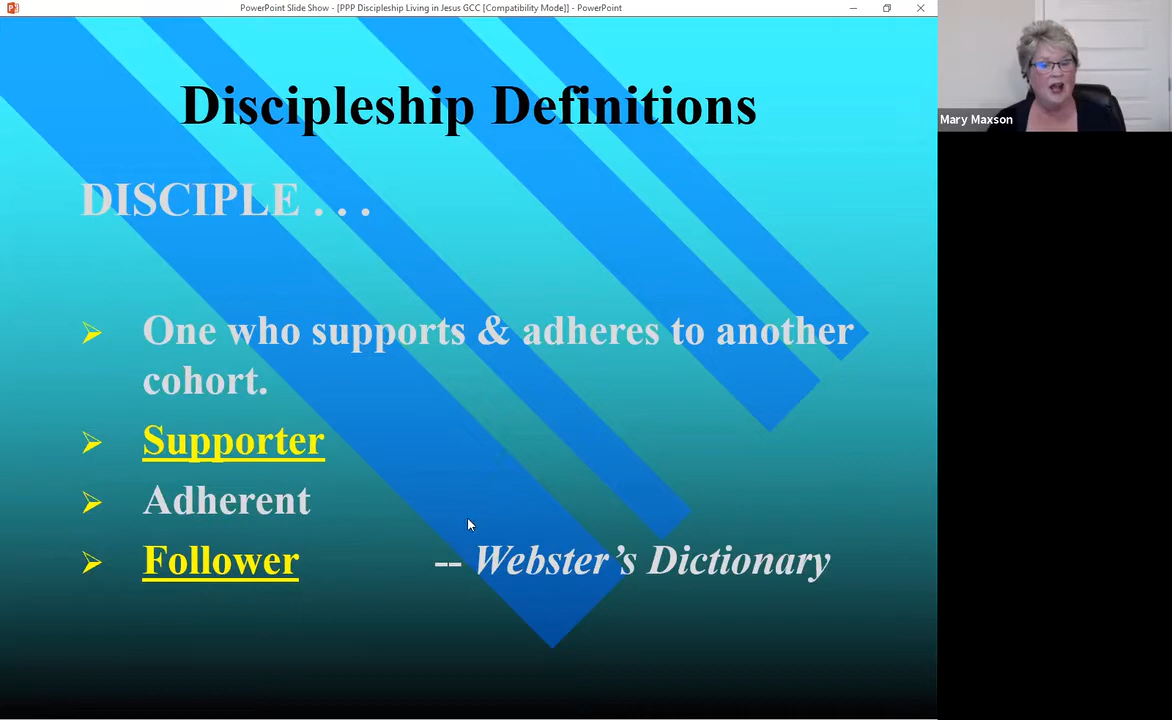 PowerPoint Slide Show - [PPP Discipleship Living in Jesus GCC [Compatibility Mode]] - PowerPoint
Mary Maxson
Discipleship Definitions
DISCIPLE . . .
One who supports & adheres to another
cohort.
Supporter
Adherent
Follower -- Webster’s Dictionary